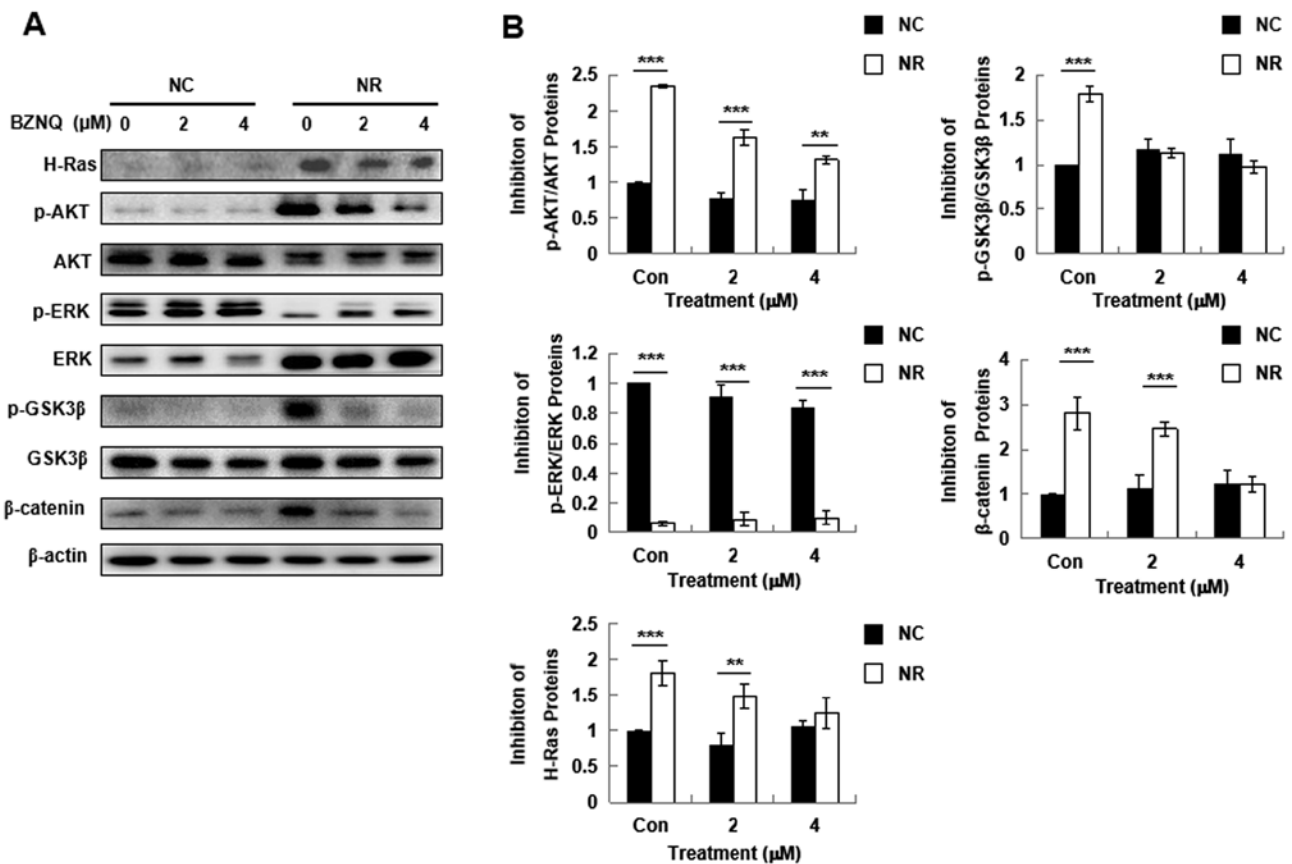 A
NC NR
BZNQ (μM) 0 2 4 0 2 4
H-Ras
p-AKT
AKT
p-ERK
ERK
p-GSK3β
GSK3β
β-catenin
β-actin
B
NC
NR
Inhibiton of
p-AKT/AKT Proteins
2.5
2
1.5
1
0.5
0
*** *** **
Con 2 4
Treatment (μM)
NC
NR
Inhibiton of
p-GSK3β/GSK3β Proteins
2
1.5
1
0.5
0
***
Con 2 4
Treatment (μM)
NC
NR
Inhibiton of
p-ERK/ERK Proteins
1.2
1
0.8
0.6
0.4
0.2
0
*** *** ***
Con 2 4
Treatment (μM)
NC
NR
Inhibiton of
β-catenin Proteins
4
3
2
1
0
*** ***
Con 2 4
Treatment (μM)
NC
NR
Inhibiton of
H-Ras Proteins
2.5
2
1.5
1
0.5
0
*** **
Con 2 4
Treatment (μM)